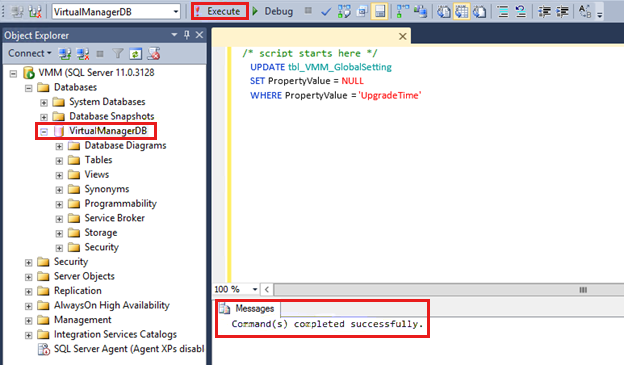 VirtualManagerDB
Execute
Debug
Object Explorer
Connect
VMM (SQL Server 11.0.3128
Databases
System Databases
Database Snapshots
VirtualManagerDB
Database Diagrams
Tables
Views
Synonyms
Programmability
Service Broker
Storage
Security
Security
Server Objects
Replication
AlwaysOn High Availability
Management
Integration Services Catalogs
SQL Server Agent (Agent XPs disabl
/* script starts here */
UPDATE tbl_VMM_GlobalSetting
SET PropertyValue = NULL
WHERE PropertyValue = 'UpgradeTime'
100 %
Messages
Command(s) completed successfully.